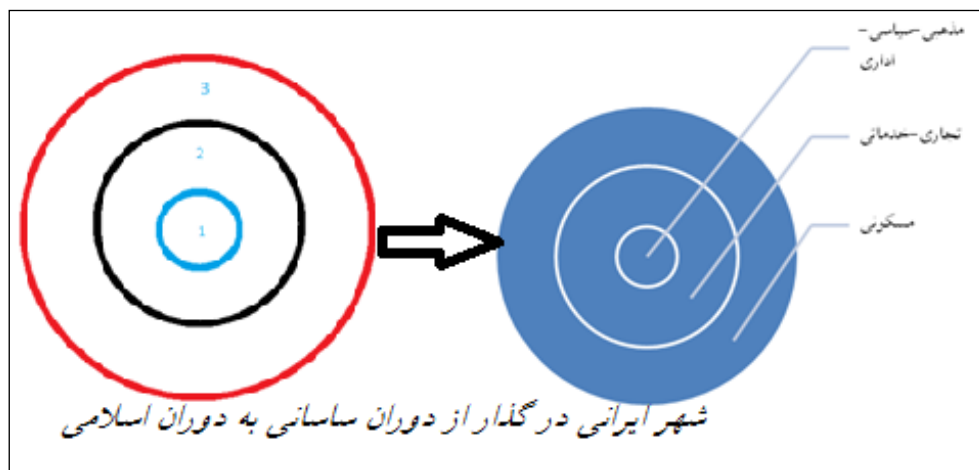 مذهبی-سیاسی-
اداری
3
2
تجاری-خدماتی
1
مسکونی
شهر ایرانی در گذار از دوران ساسانی به دوران اسلامی